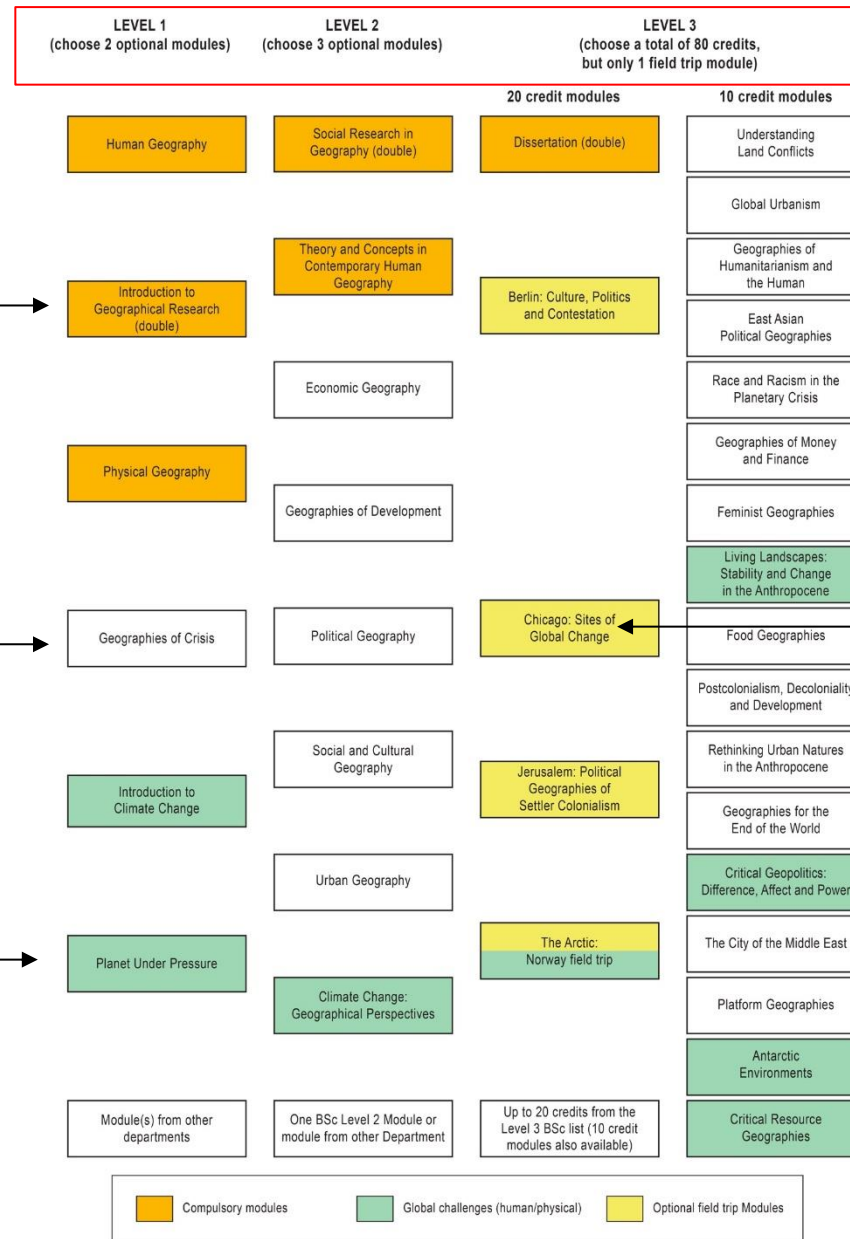 LEVEL 1
(choose 2 optional modules)
LEVEL 2
(choose 3 optional modules)
LEVEL 3
(choose a total of 80 credits,
but only 1 field trip module)
20 credit modules
10 credit modules
Human Geography
Introduction to
Geographical Research
(double)
Physical Geography
Geographies of Crisis
Introduction to
Climate Change
Planet Under Pressure
Module(s) from other
departments
Social Research in
Geography (double)
Theory and Concepts in
Contemporary Human
Geography
Economic Geography
Geographies of Development
Political Geography
Social and Cultural
Geography
Urban Geography
Climate Change:
Geographical Perspectives
One BSc Level 2 Module or
module from other Department
Dissertation (double)
Berlin: Culture, Politics
and Contestation
Chicago: Sites of
Global Change
Jerusalem: Political
Geographies of
Settler Colonialism
The Arctic:
Norway field trip
Up to 20 credits from the
Level 3 BSc list (10 credit
modules also available)
Understanding
Land Conflicts
Global Urbanism
Geographies of
Humanitarianism and
the Human
East Asian
Political Geographies
Race and Racism in the
Planetary Crisis
Geographies of Money
and Finance
Feminist Geographies
Living Landscapes:
Stability and Change
in the Anthropocene
Food Geographies
Postcolonialism, Decoloniality
and Development
Rethinking Urban Natures
in the Anthropocene
Geographies for the
End of the World
Critical Geopolitics:
Difference, Affect and Power
The City of the Middle East
Platform Geographies
Antarctic
Environments
Critical Resource
Geographies
Compulsory modules
Global challenges (human/physical)
Optional field trip Modules